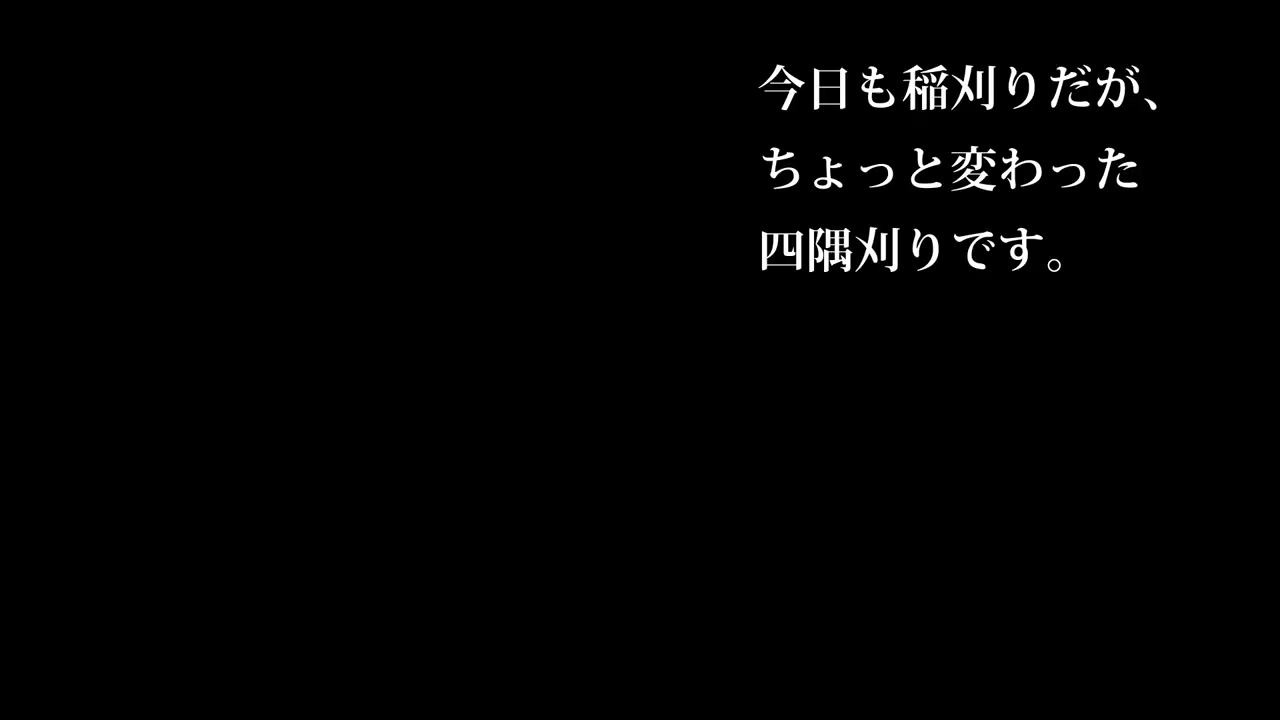 今日も稲刈りだが、
ちょっと変わった
四隅刈りです。